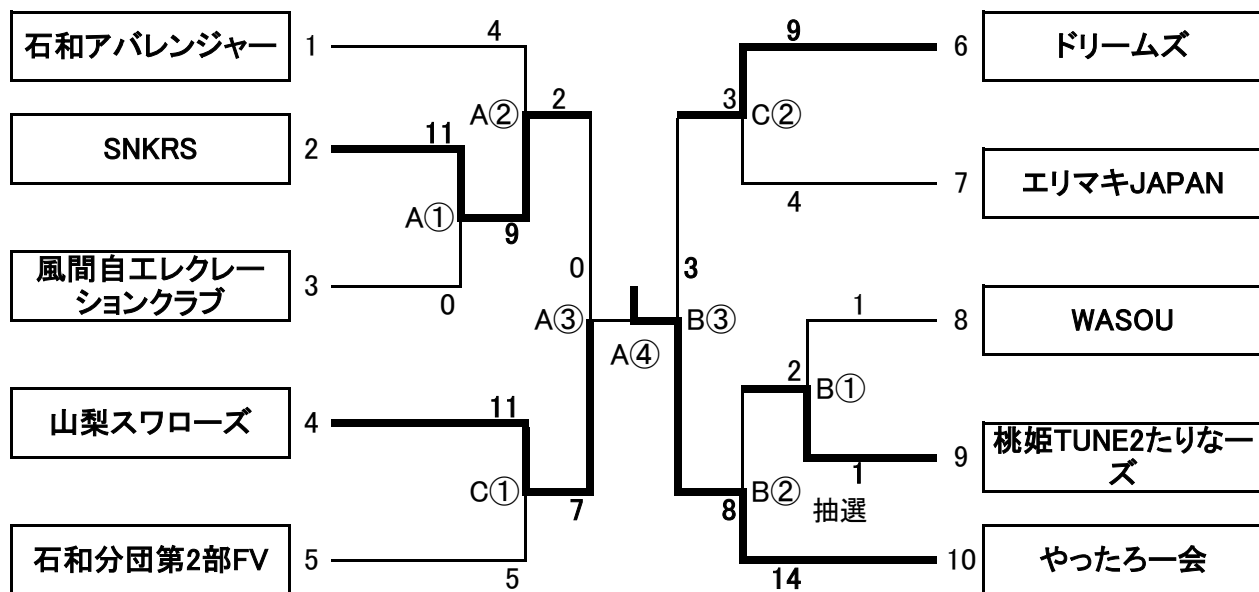 石和アバレンジャー
1
4
SNKRS
2
11
A②
2
A①
9
風間自エレクレー
ションクラブ
3
0
0
A③
A④
山梨スワローズ
4
11
C①
7
石和分団第2部FV
5
5
9
6
ドリームズ
3
C②
7
エリマキJAPAN
4
3
B③
1
8
WASOU
2
B①
9
桃姫TUNE2たりなー
ズ
1
抽選
B②
8
14
10
やったろー会